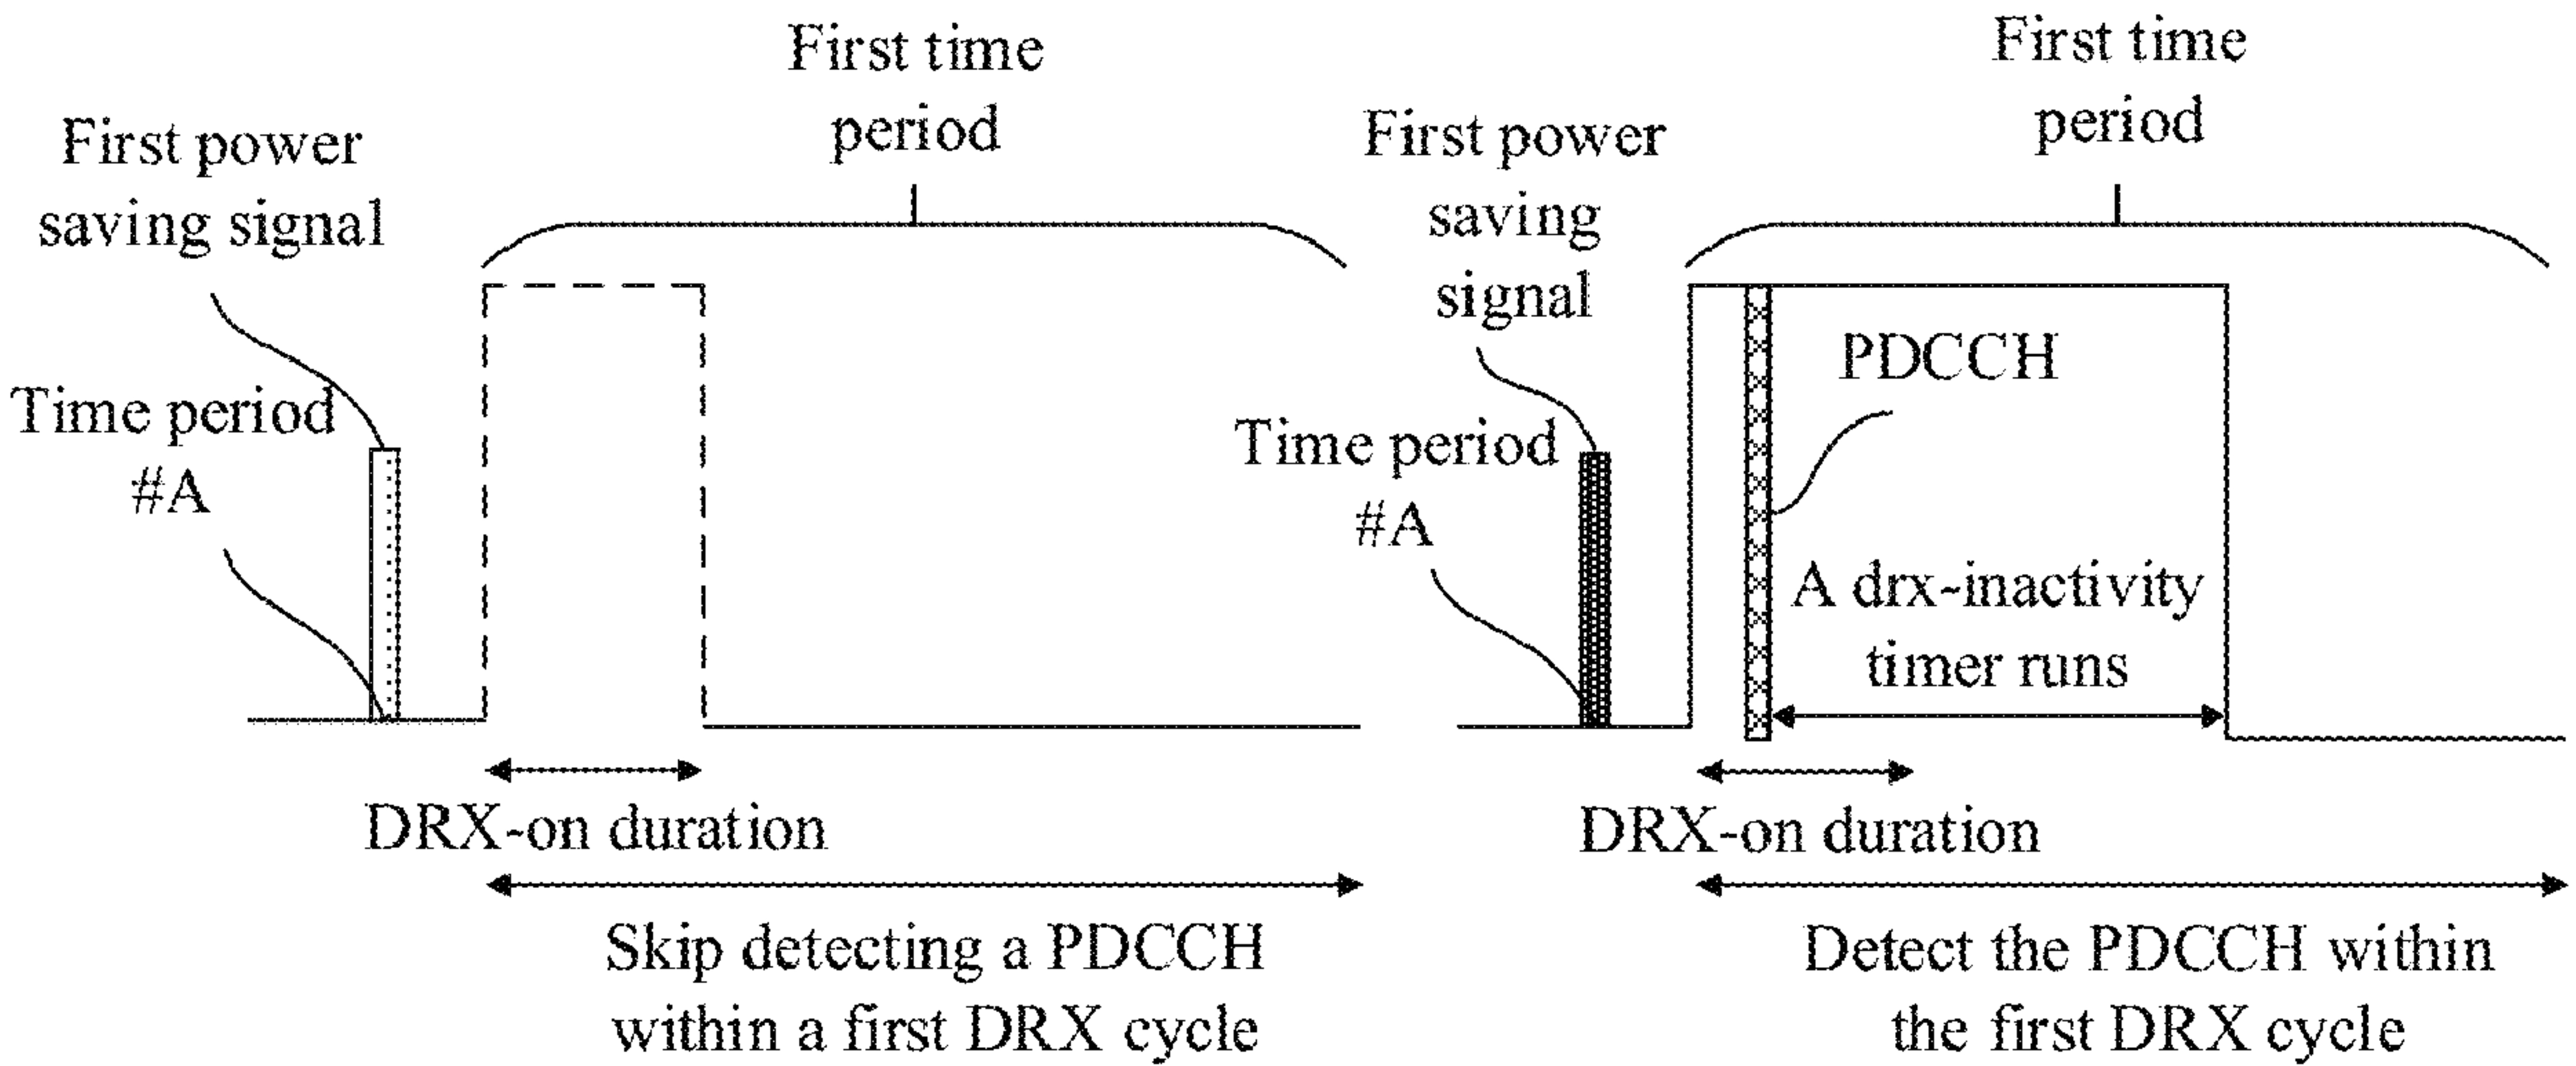 First time
period
First power
saving signal
Time period
#A
DRX-on duration
Skip detecting a PDCCH
within a first DRX cycle
First time
period
First power
saving
signal
Time period
#A
PDCCH
A drx-inactivity
timer runs
DRX-on duration
Detect the PDCCH within
the first DRX cycle